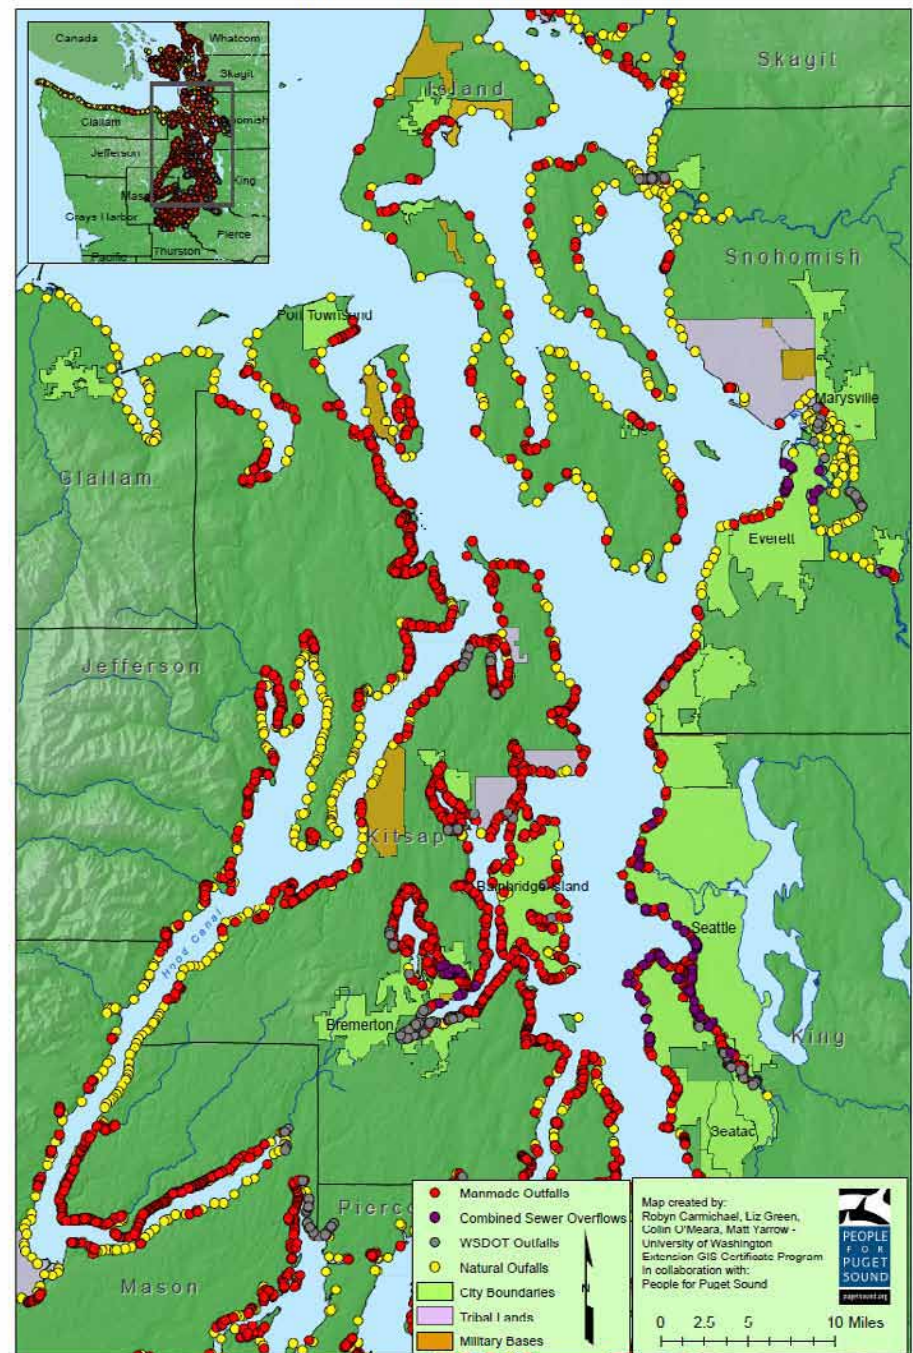 Canada
Whatcom
Skagit
Clallam
Jefferson
King
Grays Harbor
Pierce
Thurston
Pacific
Skagit
Island
Snohomish
Port Townsend
Marysville
Clallam
Everett
Jefferson
Kitsap
Bainbridge Island
Hood Canal
Seattle
Bremerton
King
Seatac
Pierce
Mason
Manmade Outfalls
Combined Sewer Overflows
WSDOT Outfalls
Natural Oufalls
City Boundaries
Tribal Lands
Military Bases
N
Map created by:
Robyn Carmichael, Liz Green,
Collin O'Meara, Matt Yarrow -
University of Washington
Extension GIS Certificate Program
In collaboration with:
People for Puget Sound
PEOPLE
FOR
PUGET
SOUND
pugetsound.org
0 2.5 5 10 Miles